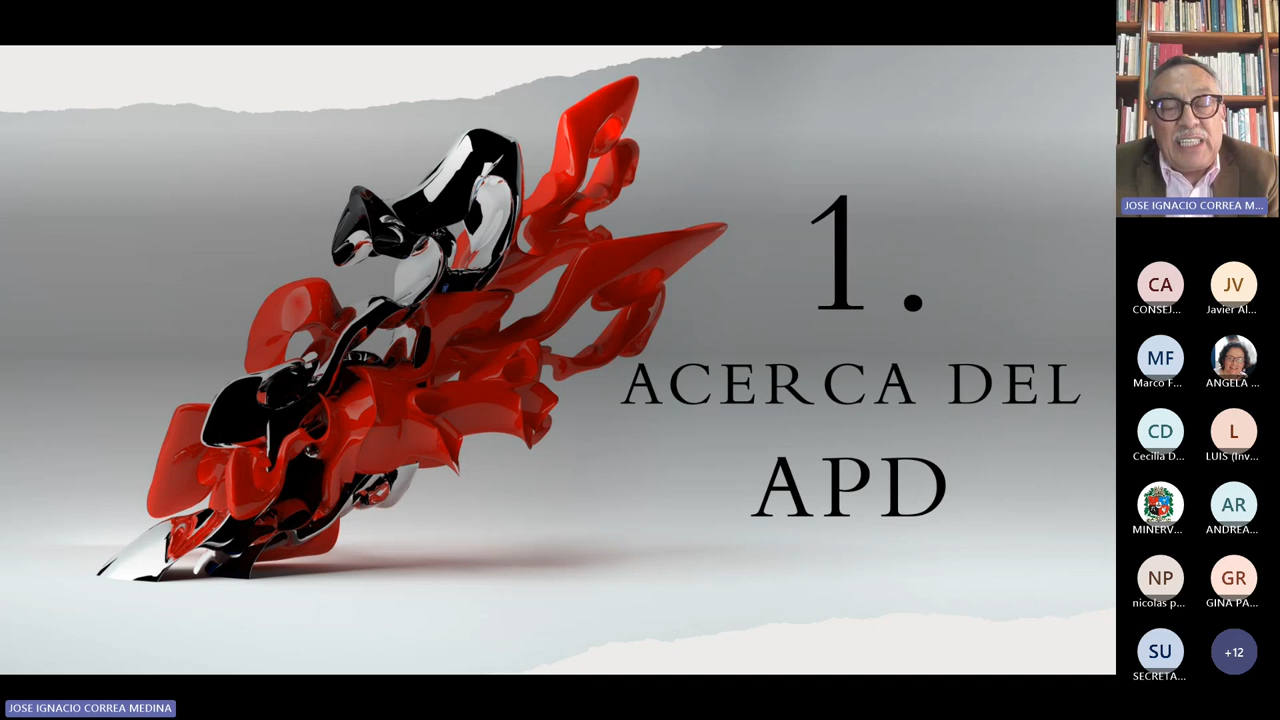 1.
ACERCA DEL
APD
JOSE IGNACIO CORREA M...
CA
CONSEJ...
JV
Javier Al...
MF
Marco F...
ANGELA ...
CD
Cecilia D...
L
LUIS (Inv...
MINERV...
AR
ANDREA...
NP
nicolas p...
GR
GINA PA...
SU
SECRETA...
+12
JOSE IGNACIO CORREA MEDINA